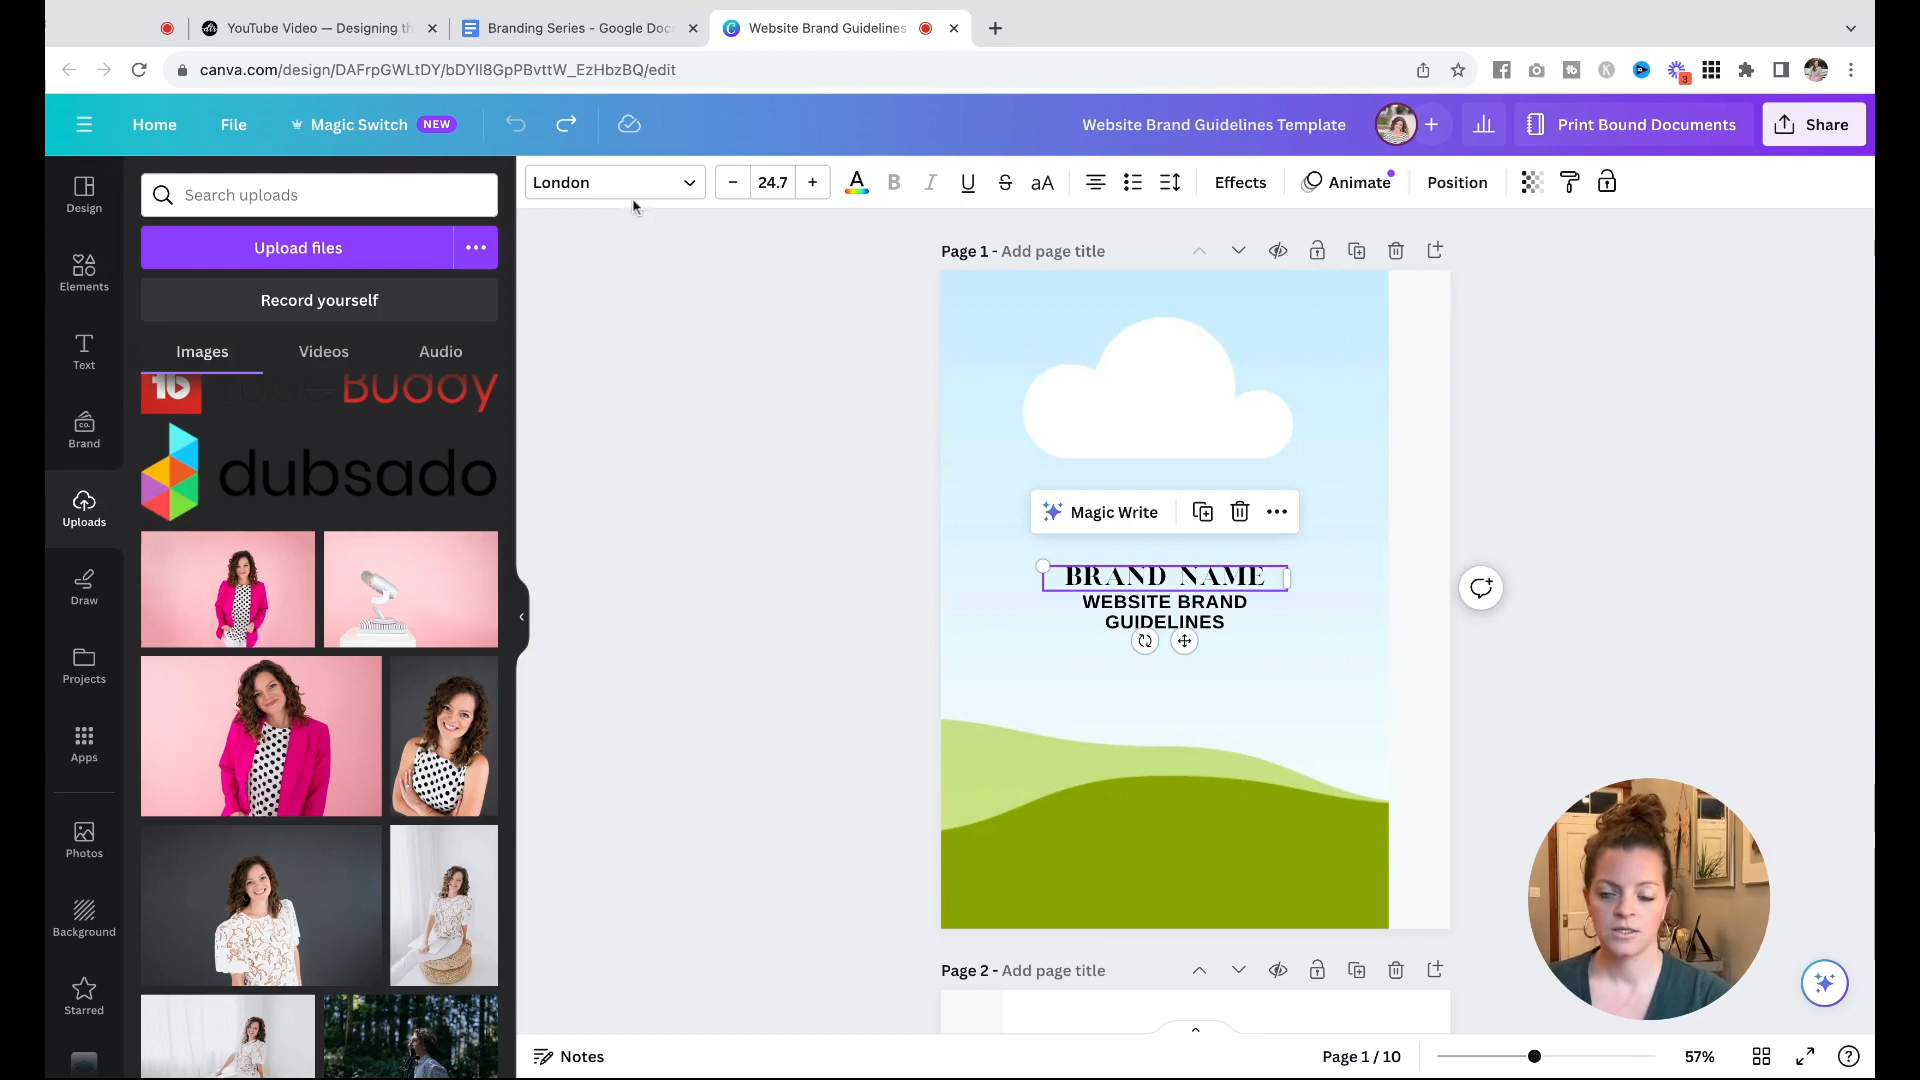 YouTube Video — Designing th
Branding Series - Google Doc
Website Brand Guidelines
canva.com/design/DAFrpGWLtDY/bDYlI8GpPBvttW_EzHbzBQ/edit
3
Home
File
Magic Switch
NEW
Website Brand Guidelines Template
Print Bound Documents
Share
London
24.7
A
B
I
U
S
aA
Effects
Animate
Position
Design
Elements
Text
Brand
Uploads
Draw
Projects
Apps
Photos
Background
Starred
Search uploads
Upload files
Record yourself
Images
Videos
Audio
TubeBuddy
dubsado
Page 1 - Add page title
Magic Write
BRAND NAME
WEBSITE BRAND
GUIDELINES
Page 2 - Add page title
Notes
Page 1 / 10
57%